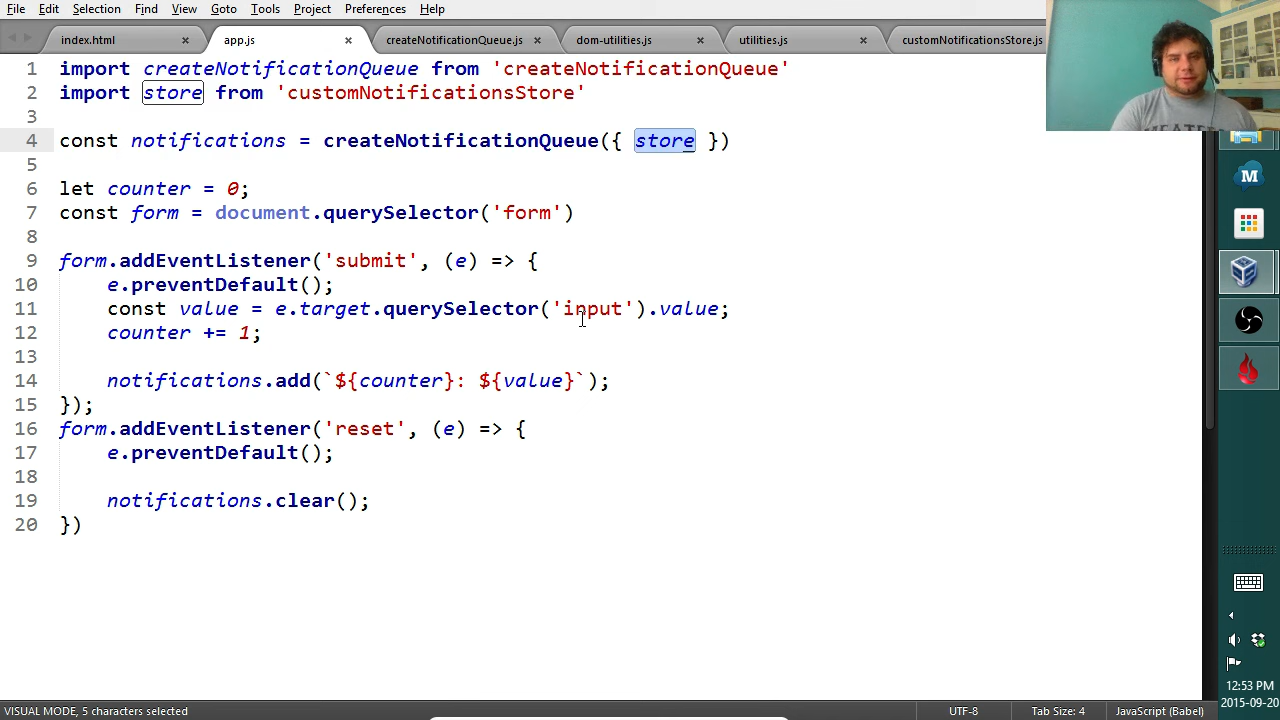 File Edit Selection Find View Goto Tools Project Preferences Help
index.html × app.js × createNotificationQueue.js × dom-utilities.js × utilities.js × customNotificationsStore.js
1 import createNotificationQueue from 'createNotificationQueue'
2 import store from 'customNotificationsStore'
3
4 const notifications = createNotificationQueue({ store })
5
6 let counter = 0;
7 const form = document.querySelector('form')
8
9 form.addEventListener('submit', (e) => {
10 e.preventDefault();
11 const value = e.target.querySelector('input').value;
12 counter += 1;
13
14 notifications.add(`${counter}: ${value}`);
15 });
16 form.addEventListener('reset', (e) => {
17 e.preventDefault();
18
19 notifications.clear();
20 })
M
12:53 PM
2015-09-20
VISUAL MODE, 5 characters selected UTF-8 Tab Size: 4 JavaScript (Babel)